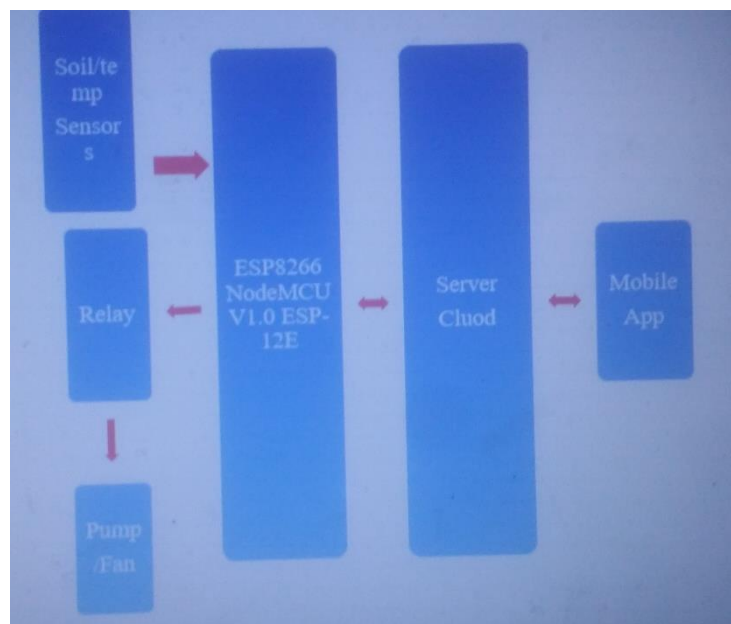 Soil/te
mp
Sensor
s
Relay
Pump
/Fan
ESP8266
NodeMCU
V1.0 ESP-
12E
Server
Cluod
Mobile
App